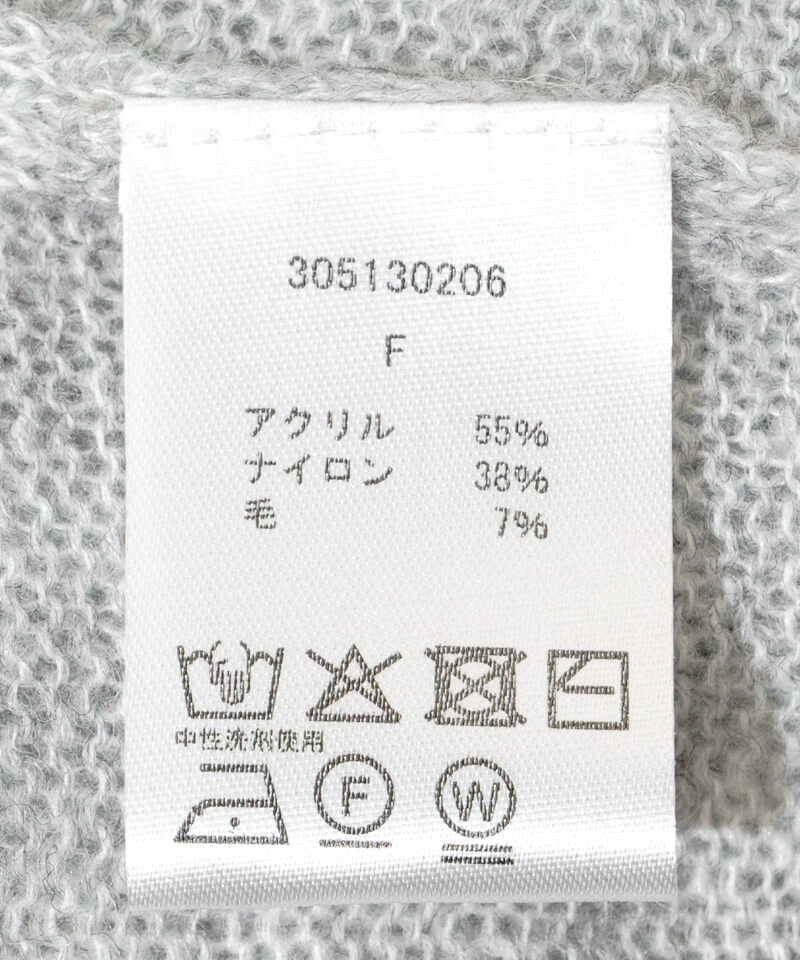 305130206
F
アクリル 55%
ナイロン 38%
毛 7%
中性洗剤使用
F W